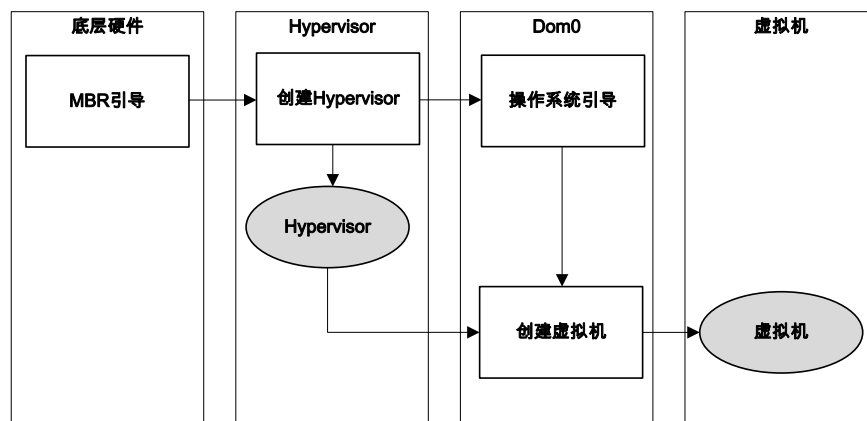 底层硬件
Hypervisor
Dom0
虚拟机
MBR引导
创建Hypervisor
操作系统引导
Hypervisor
创建虚拟机
虚拟机